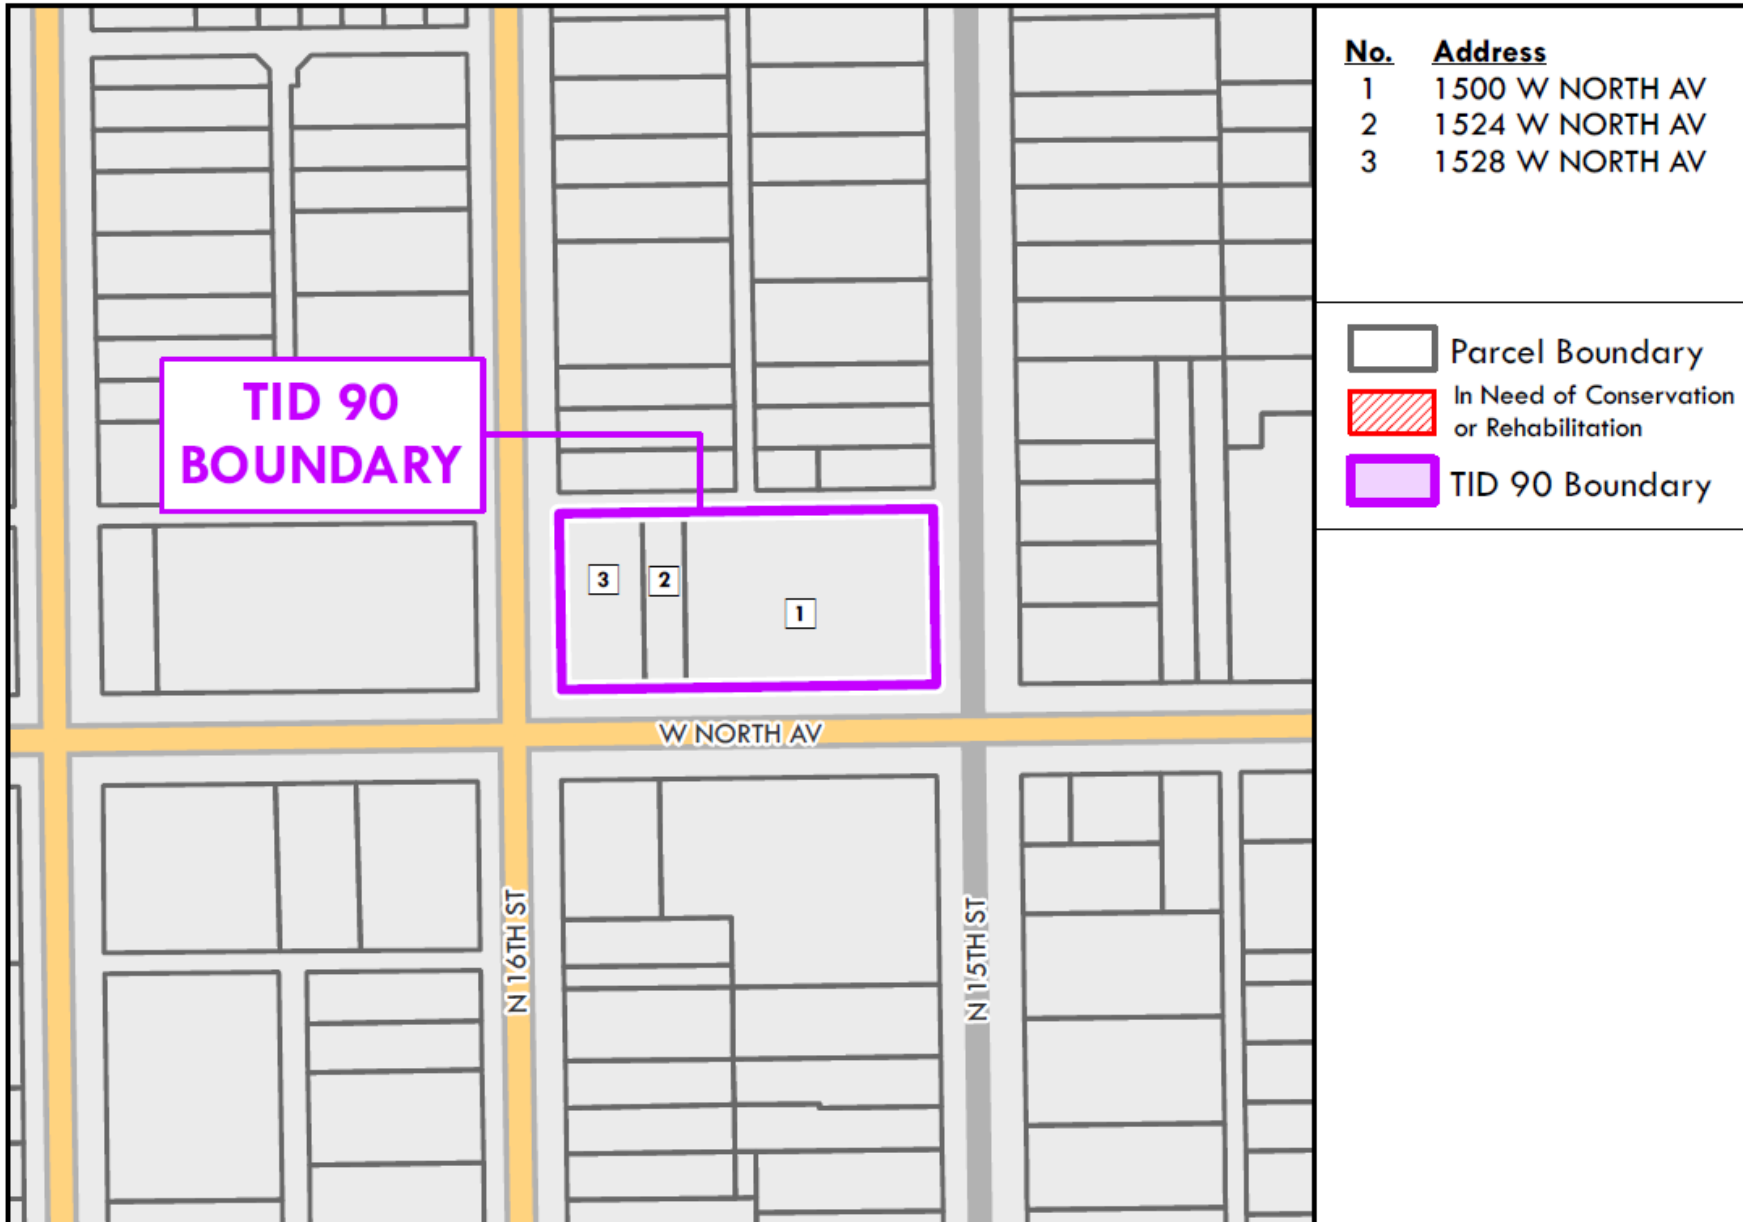 No. Address
1 1500 W NORTH AV
2 1524 W NORTH AV
3 1528 W NORTH AV
Parcel Boundary
In Need of Conservation
or Rehabilitation
TID 90 Boundary
TID 90
BOUNDARY
3
2
1
W NORTH AV
N 16TH ST
N 15TH ST